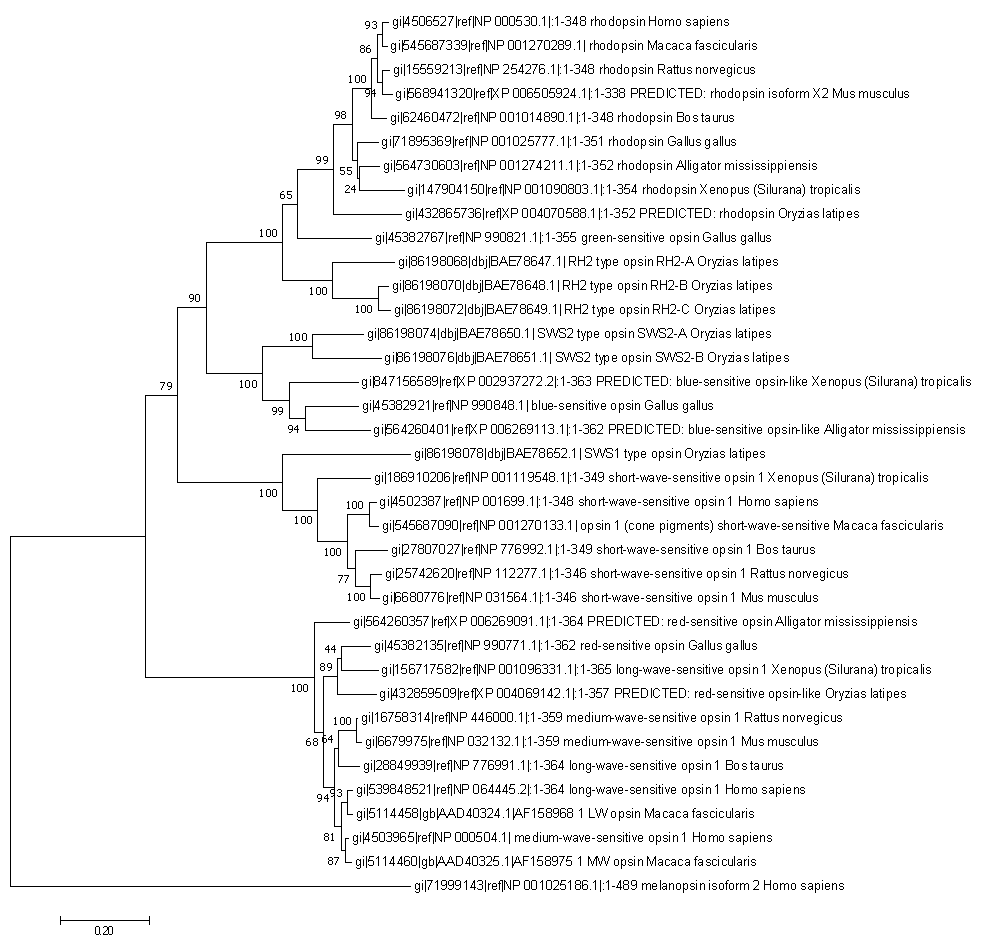 93
gi|4506527|ref|NP 000530.1|:1-348 rhodopsin Homo sapiens
gi|545687339|ref|NP 001270289.1| rhodopsin Macaca fascicularis
86
gi|15559213|ref|NP 254276.1|:1-348 rhodopsin Rattus norvegicus
100
94
gi|568941320|ref|XP 006505924.1|:1-338 PREDICTED: rhodopsin isoform X2 Mus musculus
98
gi|62460472|ref|NP 001014890.1|:1-348 rhodopsin Bos taurus
gi|71895369|ref|NP 001025777.1|:1-351 rhodopsin Gallus gallus
99
gi|564730603|ref|NP 001274211.1|:1-352 rhodopsin Alligator mississippiensis
55
24
gi|147904150|ref|NP 001090803.1|:1-354 rhodopsin Xenopus (Silurana) tropicalis
65
gi|432865736|ref|XP 004070588.1|:1-352 PREDICTED: rhodopsin Oryzias latipes
100
gi|45382767|ref|NP 990821.1|:1-355 green-sensitive opsin Gallus gallus
gi|86198068|dbj|BAE78647.1| RH2 type opsin RH2-A Oryzias latipes
100
gi|86198070|dbj|BAE78648.1| RH2 type opsin RH2-B Oryzias latipes
90
100
gi|86198072|dbj|BAE78649.1| RH2 type opsin RH2-C Oryzias latipes
100
gi|86198074|dbj|BAE78650.1| SWS2 type opsin SWS2-A Oryzias latipes
gi|86198076|dbj|BAE78651.1| SWS2 type opsin SWS2-B Oryzias latipes
79
100
gi|847156589|ref|XP 002937272.2|:1-363 PREDICTED: blue-sensitive opsin-like Xenopus (Silurana) tropicalis
99
gi|45382921|ref|NP 990848.1| blue-sensitive opsin Gallus gallus
94
gi|564260401|ref|XP 006269113.1|:1-362 PREDICTED: blue-sensitive opsin-like Alligator mississippiensis
gi|86198078|dbj|BAE78652.1| SWS1 type opsin Oryzias latipes
100
gi|186910206|ref|NP 001119548.1|:1-349 short-wave-sensitive opsin 1 Xenopus (Silurana) tropicalis
100
100
gi|4502387|ref|NP 001699.1|:1-348 short-wave-sensitive opsin 1 Homo sapiens
gi|545687090|ref|NP 001270133.1| opsin 1 (cone pigments) short-wave-sensitive Macaca fascicularis
100
gi|27807027|ref|NP 776992.1|:1-349 short-wave-sensitive opsin 1 Bos taurus
77
gi|25742620|ref|NP 112277.1|:1-346 short-wave-sensitive opsin 1 Rattus norvegicus
100
gi|6680776|ref|NP 031564.1|:1-346 short-wave-sensitive opsin 1 Mus musculus
gi|564260357|ref|XP 006269091.1|:1-364 PREDICTED: red-sensitive opsin Alligator mississippiensis
44
gi|45382135|ref|NP 990771.1|:1-362 red-sensitive opsin Gallus gallus
89
gi|156717582|ref|NP 001096331.1|:1-365 long-wave-sensitive opsin 1 Xenopus (Silurana) tropicalis
100
gi|432859509|ref|XP 004069142.1|:1-357 PREDICTED: red-sensitive opsin-like Oryzias latipes
100
gi|16758314|ref|NP 446000.1|:1-359 medium-wave-sensitive opsin 1 Rattus norvegicus
68
64
gi|6679975|ref|NP 032132.1|:1-359 medium-wave-sensitive opsin 1 Mus musculus
gi|28849939|ref|NP 776991.1|:1-364 long-wave-sensitive opsin 1 Bos taurus
94
93
gi|539848521|ref|NP 064445.2|:1-364 long-wave-sensitive opsin 1 Homo sapiens
gi|5114458|gb|AAD40324.1|AF158968 1 LW opsin Macaca fascicularis
81
gi|4503965|ref|NP 000504.1| medium-wave-sensitive opsin 1 Homo sapiens
87
gi|5114460|gb|AAD40325.1|AF158975 1 MW opsin Macaca fascicularis
gi|71999143|ref|NP 001025186.1|:1-489 melanopsin isoform 2 Homo sapiens
0.20